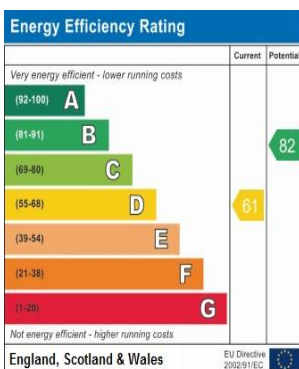 Energy Efficiency Rating
Current Potential
Very energy efficient - lower running costs
(92-100) A
(81-91) B
82
(69-80) C
(55-68) D
61
(39-54) E
(21-38) F
(1-20) G
Not energy efficient - higher running costs
England, Scotland & Wales
EU Directive
2002/91/EC